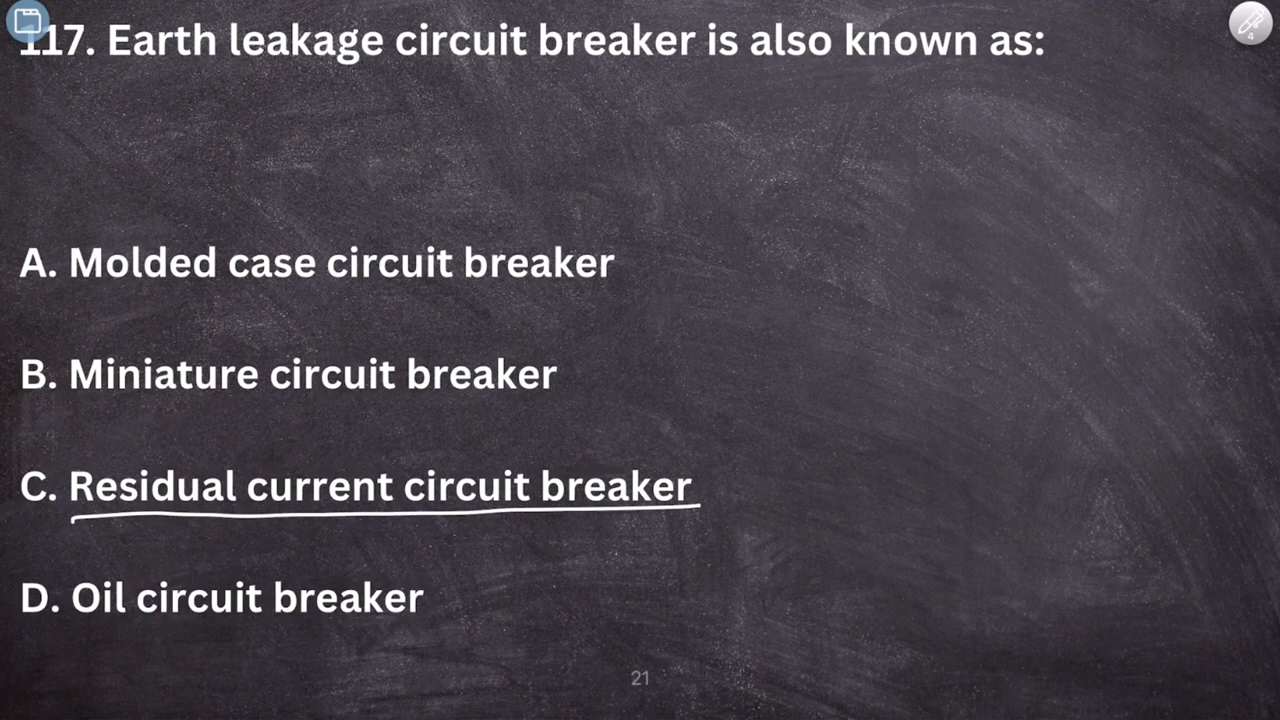 117. Earth leakage circuit breaker is also known as:
4
A. Molded case circuit breaker
B. Miniature circuit breaker
C. Residual current circuit breaker
D. Oil circuit breaker
21